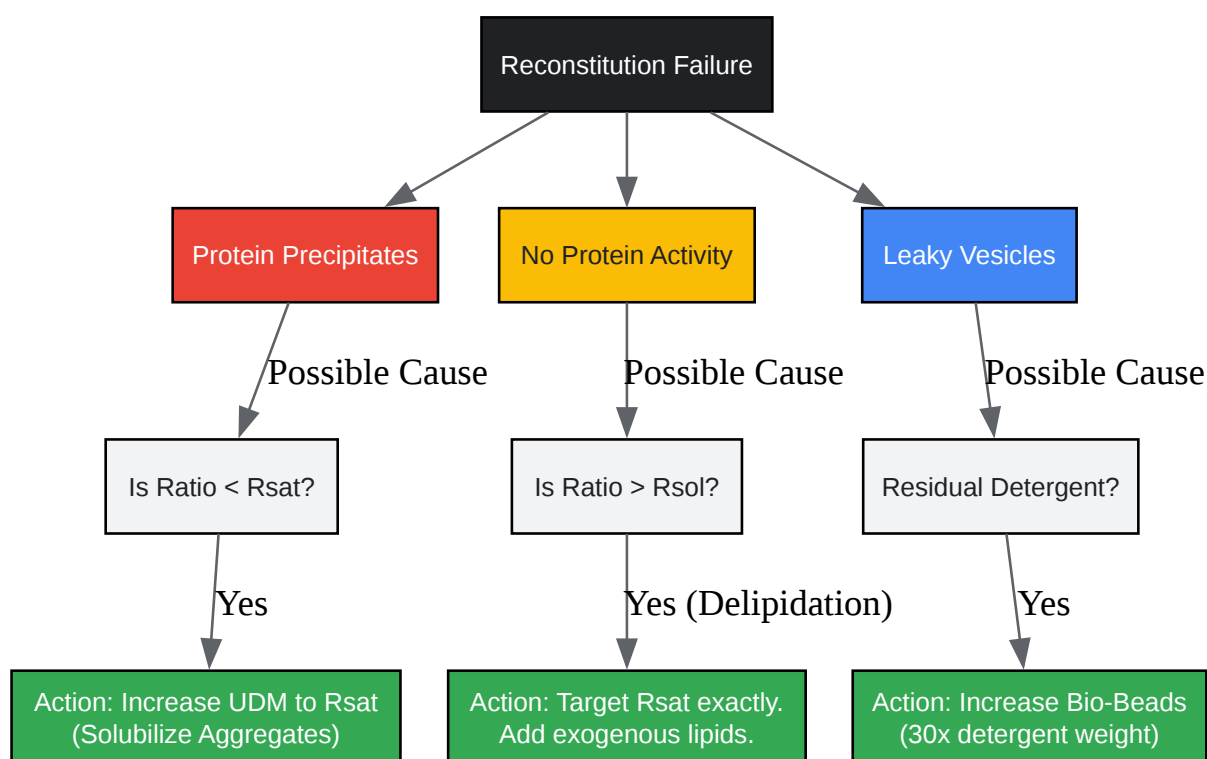 Reconstitution Failure
Protein Precipitates
No Protein Activity
Leaky Vesicles
Possible Cause
Possible Cause
Possible Cause
Is Ratio < Rsat?
Is Ratio > Rsol?
Residual Detergent?
Yes
Yes (Delipidation)
Yes
Action: Increase UDM to Rsat
(Solubilize Aggregates)
Action: Target Rsat exactly.
Add exogenous lipids.
Action: Increase Bio-Beads
(30x detergent weight)